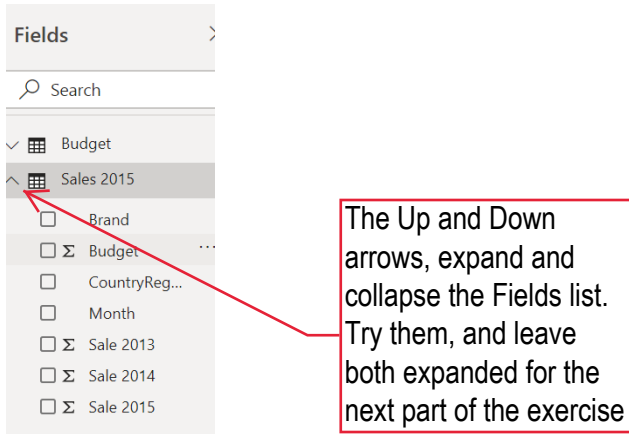 Fields
Search
Budget
Sales 2015
Brand
Σ Budget ...
CountryReg...
Month
Σ Sale 2013
Σ Sale 2014
Σ Sale 2015
The Up and Down
arrows, expand and
collapse the Fields list.
Try them, and leave
both expanded for the
next part of the exercise